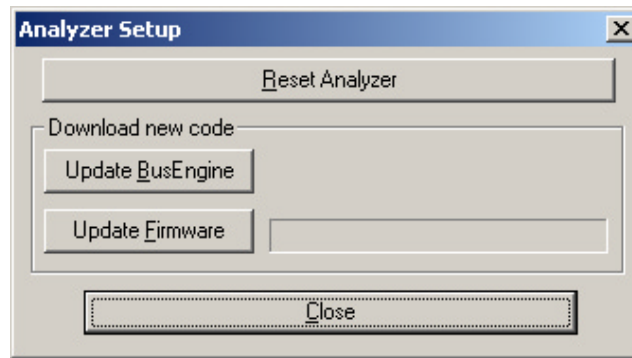 Analyzer Setup
Reset Analyzer
Download new code
Update BusEngine
Update Firmware
Close